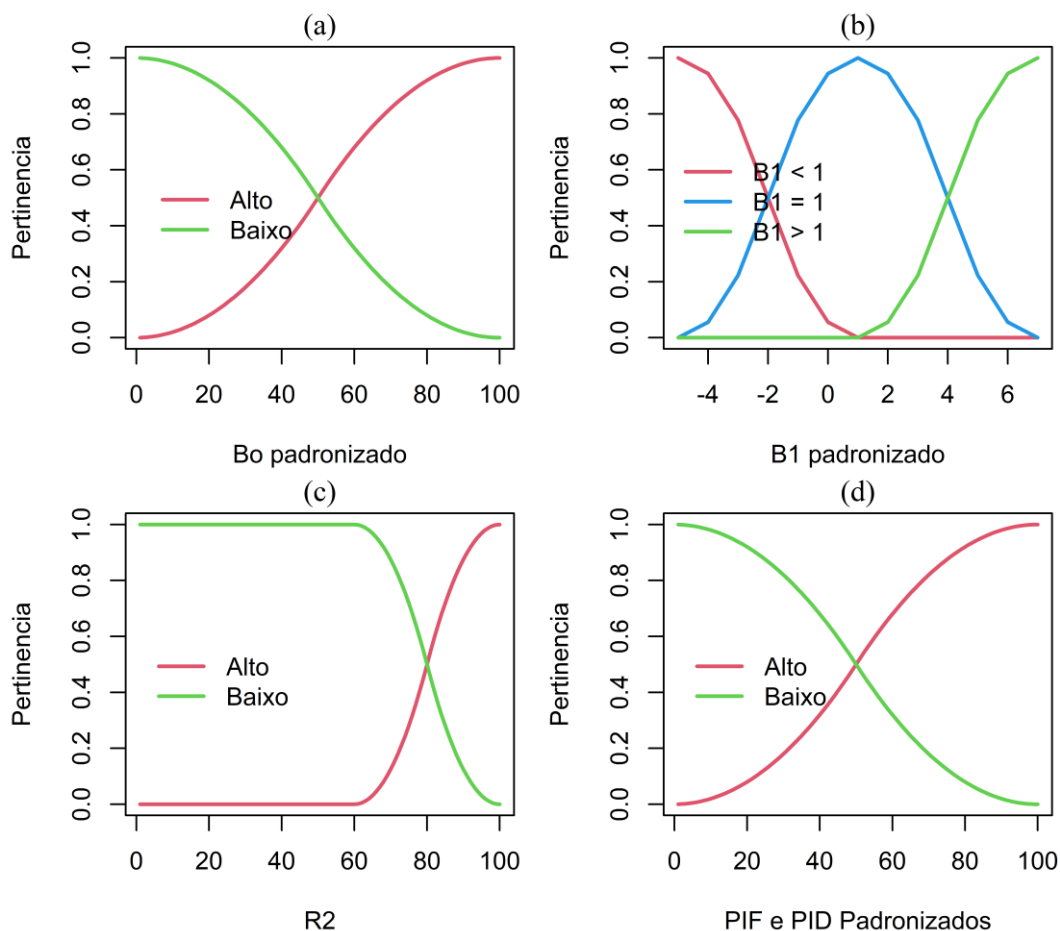 (a)
Pertinencia
1.0
0.8
0.6
0.4
0.2
0.0
Alto
Baixo
0 20 40 60 80 100
Bo padronizado
(b)
Pertinencia
1.0
0.8
0.6
0.4
0.2
0.0
B1 < 1
B1 = 1
B1 > 1
-4 -2 0 2 4 6
B1 padronizado
(c)
Pertinencia
1.0
0.8
0.6
0.4
0.2
0.0
Alto
Baixo
0 20 40 60 80 100
R2
(d)
Pertinencia
1.0
0.8
0.6
0.4
0.2
0.0
Alto
Baixo
0 20 40 60 80 100
PIF e PID Padronizados